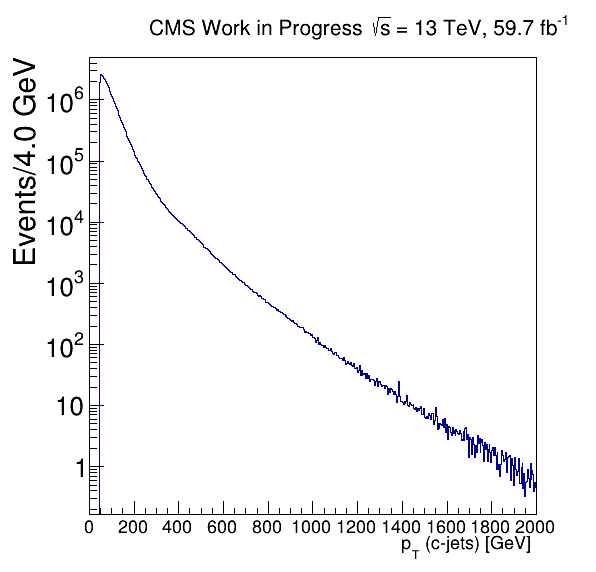 CMS Work in Progress √s = 13 TeV, 59.7 fb⁻¹
Events/4.0 GeV
10⁶
10⁵
10⁴
10³
10²
10
1
0 200 400 600 800 1000 1200 1400 1600 1800 2000
p_T (c-jets) [GeV]